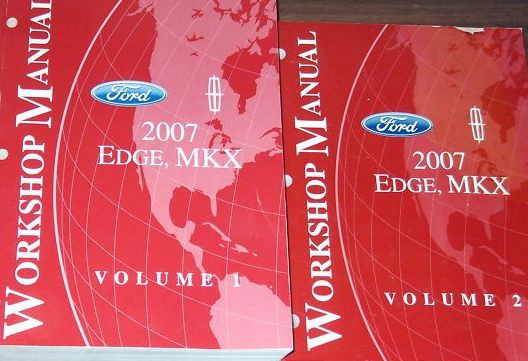 WORKSHOP MANUAL
Ford
2007
EDGE, MKX
VOLUME 1
WORKSHOP MANUAL
Ford
2007
EDGE, MKX
VOLUME 2